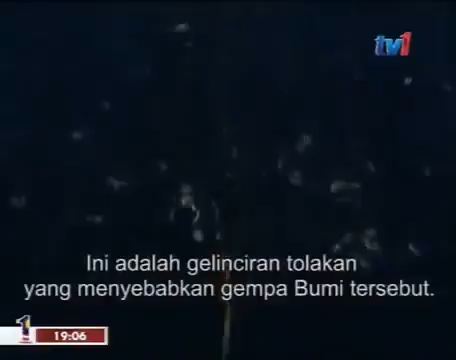 tv1
Ini adalah gelinciran tolakan
yang menyebabkan gempa Bumi tersebut.
1
19:06